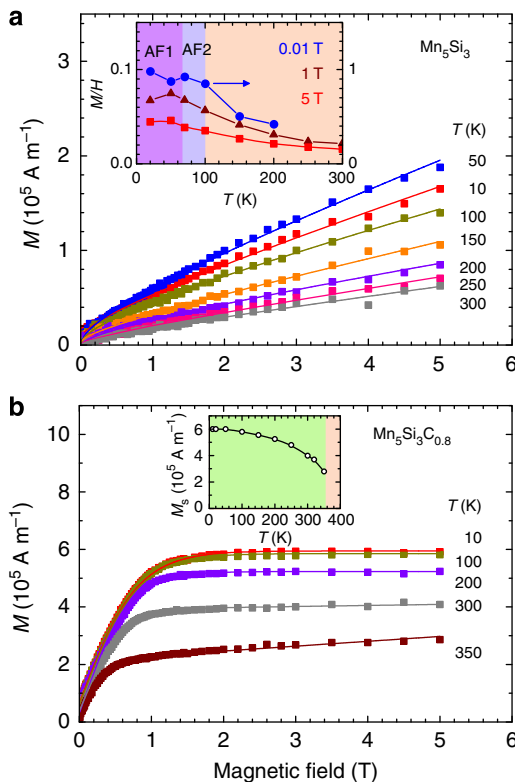 a
3
2
1
0
M (10⁵ A m⁻¹)
0 1 2 3 4 5 6
Mn₅Si₃
T (K)
50
10
100
150
200
250
300
AF1 AF2
0.01 T
1 T
5 T
0.1
0.0
M/H
1
0
0 100 200 300
T (K)
b
10
8
6
4
2
0
M (10⁵ A m⁻¹)
Mn₅Si₃C₀.₈
6
4
2
0
Mₛ (10⁵ A m⁻¹)
0 100 200 300 400
T (K)
T (K)
10
100
200
300
350
0 1 2 3 4 5 6
Magnetic field (T)